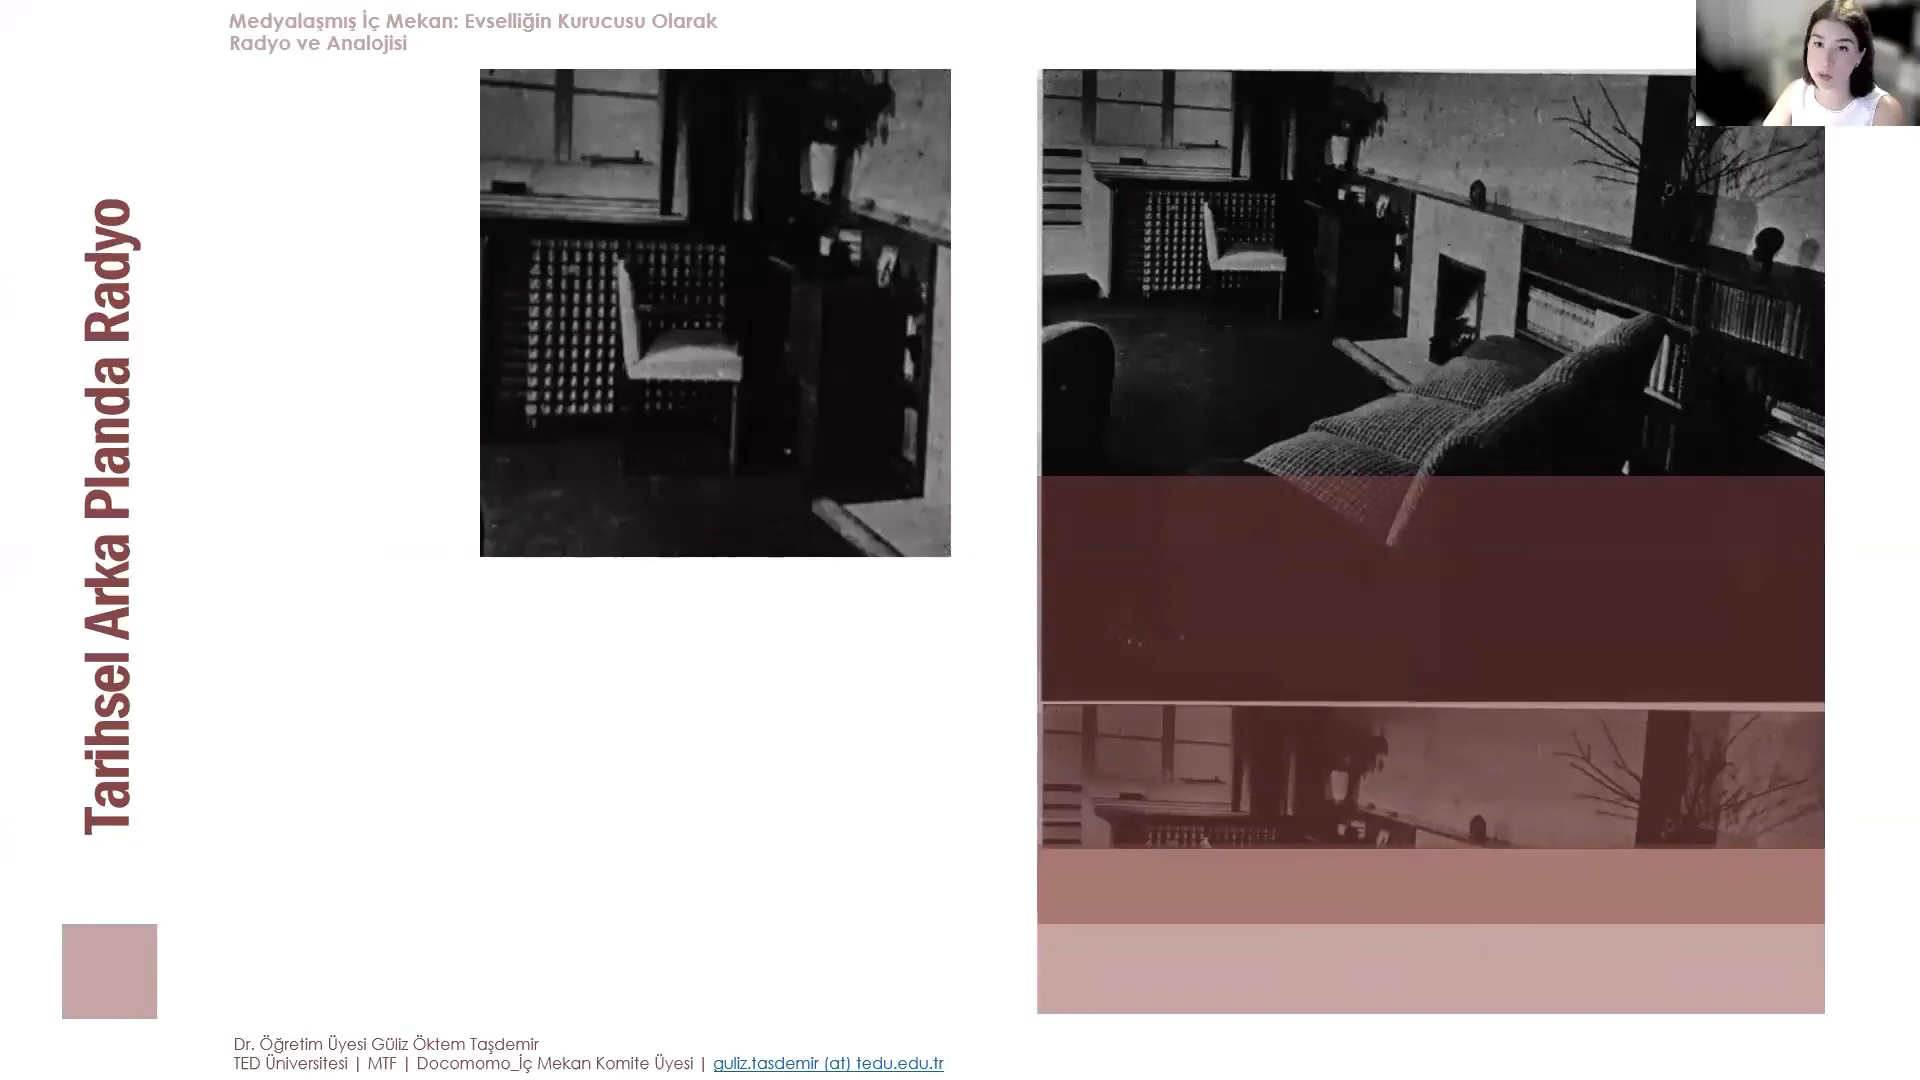 Medyalaşmış İç Mekan: Evselliğin Kurucusu Olarak
Radyo ve Analojisi
Tarihsel Arka Planda Radyo
Dr. Öğretim Üyesi Güliz Öktem Taşdemir
TED Üniversitesi | MTF | Docomomo_İç Mekan Komite Üyesi | guliz.tasdemir (at) tedu.edu.tr